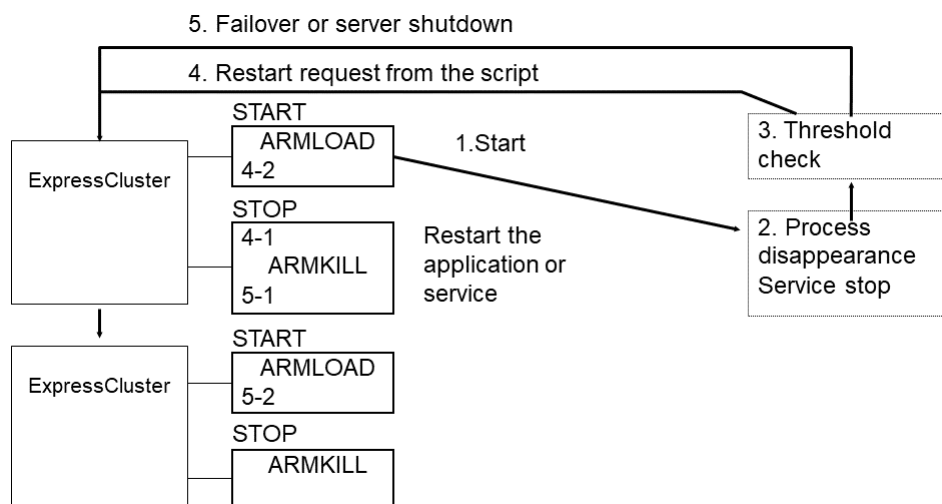 5. Failover or server shutdown
4. Restart request from the script
START
ARMLOAD
4-2
1.Start
3. Threshold
check
ExpressCluster
STOP
4-1
ARMKILL
5-1
Restart the
application or
service
2. Process
disappearance
Service stop
START
ARMLOAD
5-2
ExpressCluster
STOP
ARMKILL